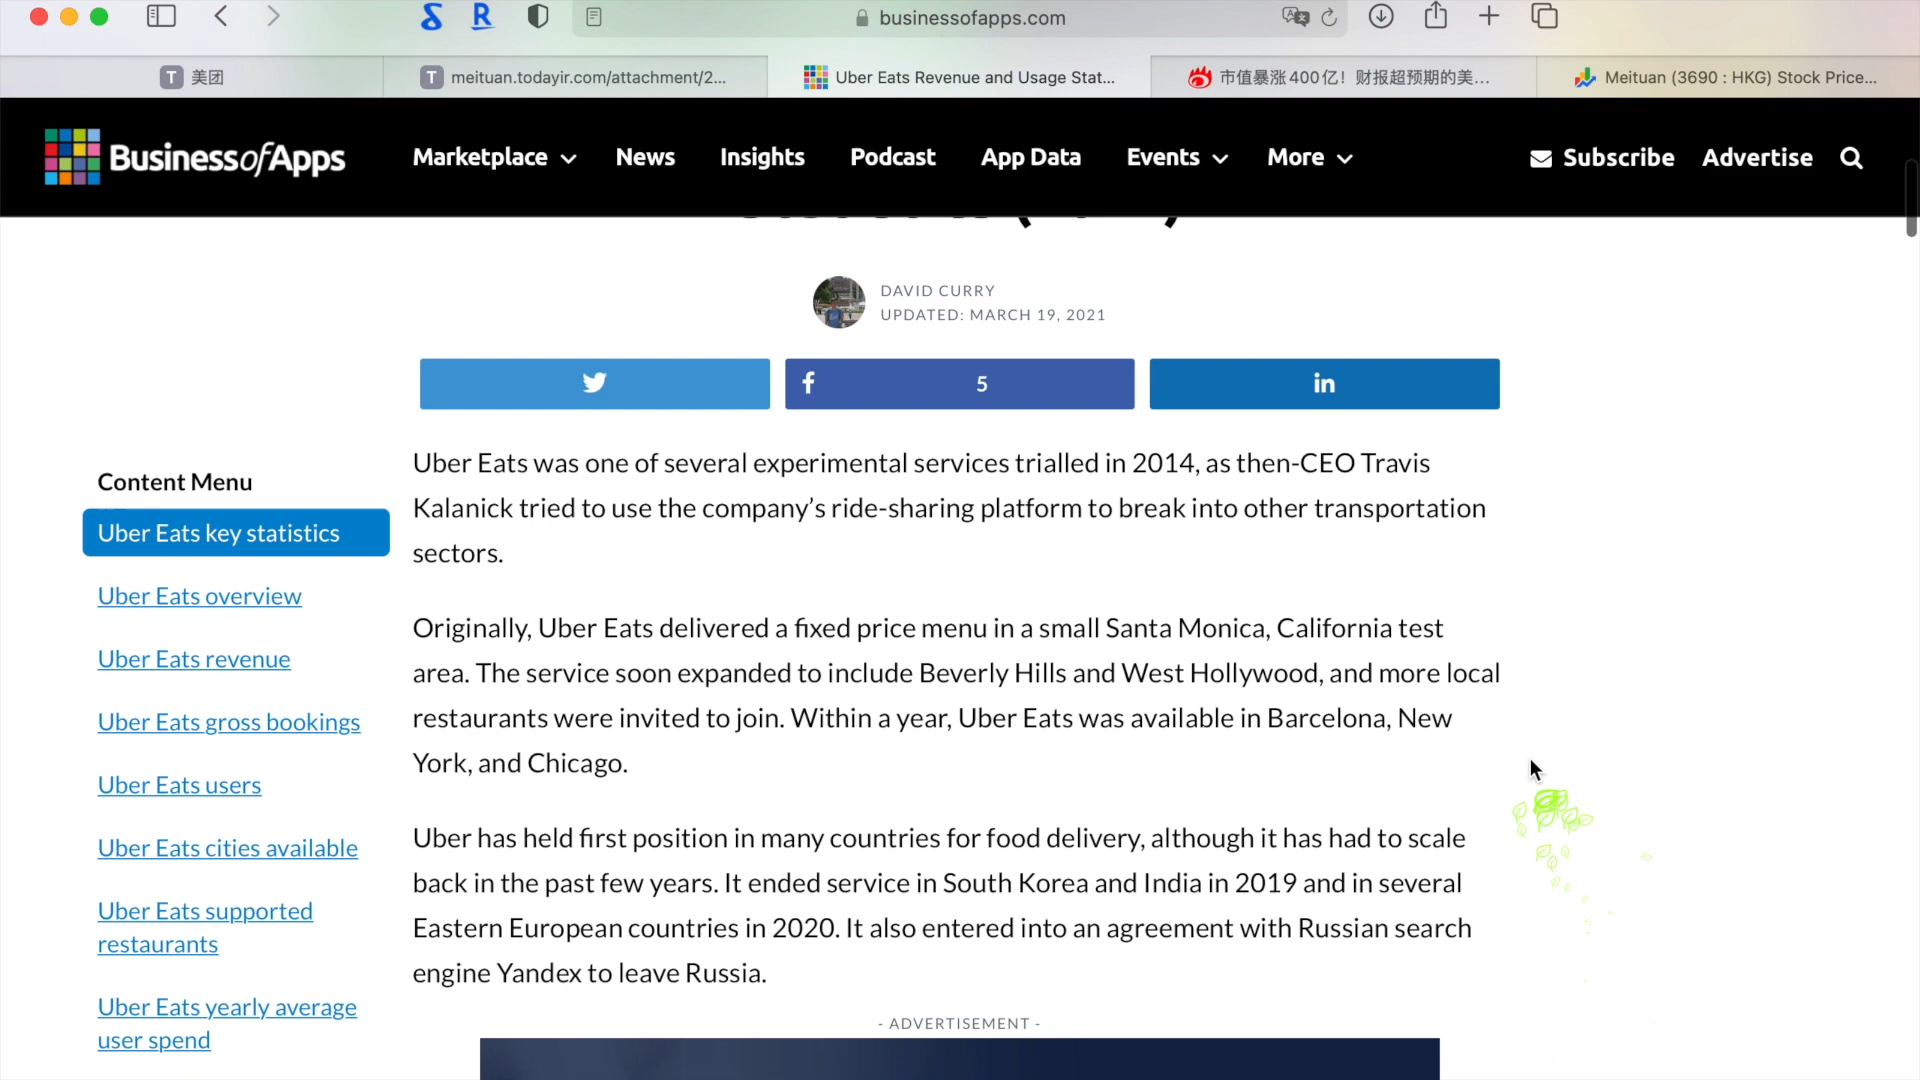 businessofapps.com
美团
meituan.todayir.com/attachment/2...
Uber Eats Revenue and Usage Stat...
市值暴涨400亿！财报超预期的美...
Meituan (3690 : HKG) Stock Price...
BusinessofApps
Marketplace
News
Insights
Podcast
App Data
Events
More
Subscribe
Advertise
DAVID CURRY
UPDATED: MARCH 19, 2021
5
Content Menu
Uber Eats key statistics
Uber Eats overview
Uber Eats revenue
Uber Eats gross bookings
Uber Eats users
Uber Eats cities available
Uber Eats supported
restaurants
Uber Eats yearly average
user spend
Uber Eats was one of several experimental services trialled in 2014, as then-CEO Travis
Kalanick tried to use the company’s ride-sharing platform to break into other transportation
sectors.
Originally, Uber Eats delivered a fixed price menu in a small Santa Monica, California test
area. The service soon expanded to include Beverly Hills and West Hollywood, and more local
restaurants were invited to join. Within a year, Uber Eats was available in Barcelona, New
York, and Chicago.
Uber has held first position in many countries for food delivery, although it has had to scale
back in the past few years. It ended service in South Korea and India in 2019 and in several
Eastern European countries in 2020. It also entered into an agreement with Russian search
engine Yandex to leave Russia.
- ADVERTISEMENT -